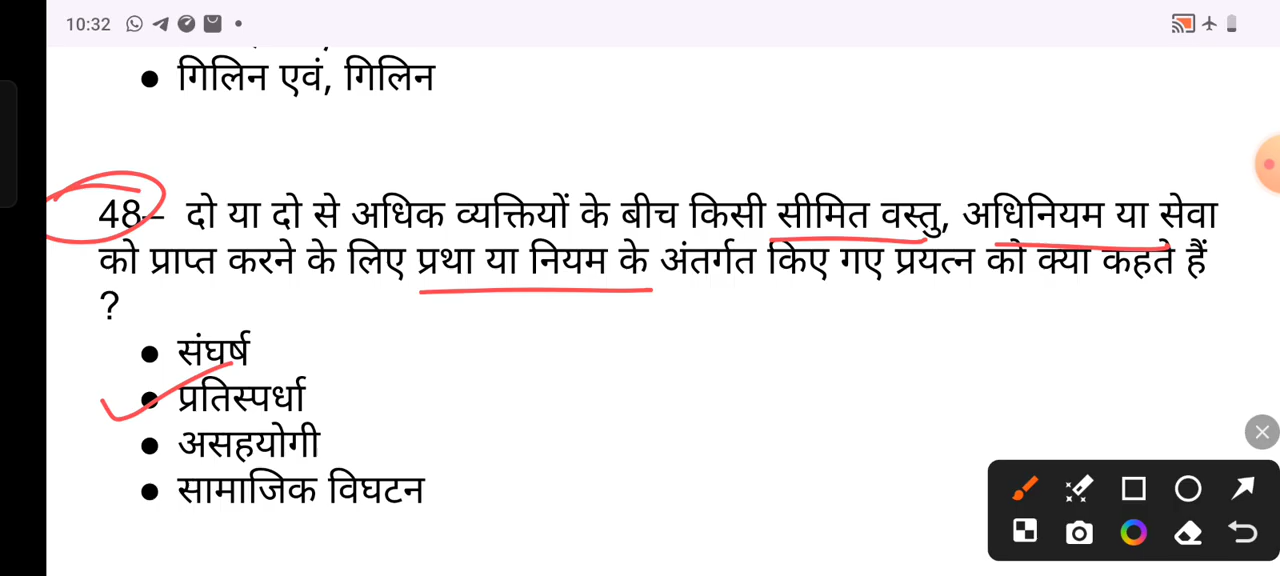 10:32
● गिलिन एवं, गिलिन
48– दो या दो से अधिक व्यक्तियों के बीच किसी सीमित वस्तु, अधिनियम या सेवा
को प्राप्त करने के लिए प्रथा या नियम के अंतर्गत किए गए प्रयत्न को क्या कहते हैं
?
● संघर्ष
● प्रतिस्पर्धा
● असहयोगी
● सामाजिक विघटन